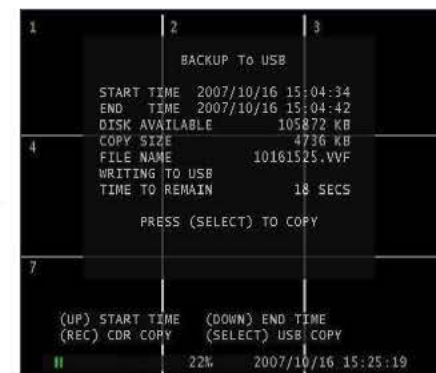 1 2 3
BACKUP To USB
START TIME 2007/10/16 15:04:34
END TIME 2007/10/16 15:04:42
DISK AVAILABLE 105872 KB
COPY SIZE 4736 KB
4
FILE NAME 10161525.VVF
WRITING TO USB
TIME TO REMAIN 18 SECS
PRESS (SELECT) TO COPY
7
(UP) START TIME (DOWN) END TIME
(REC) CDR COPY (SELECT) USB COPY
22% 2007/10/16 15:25:19